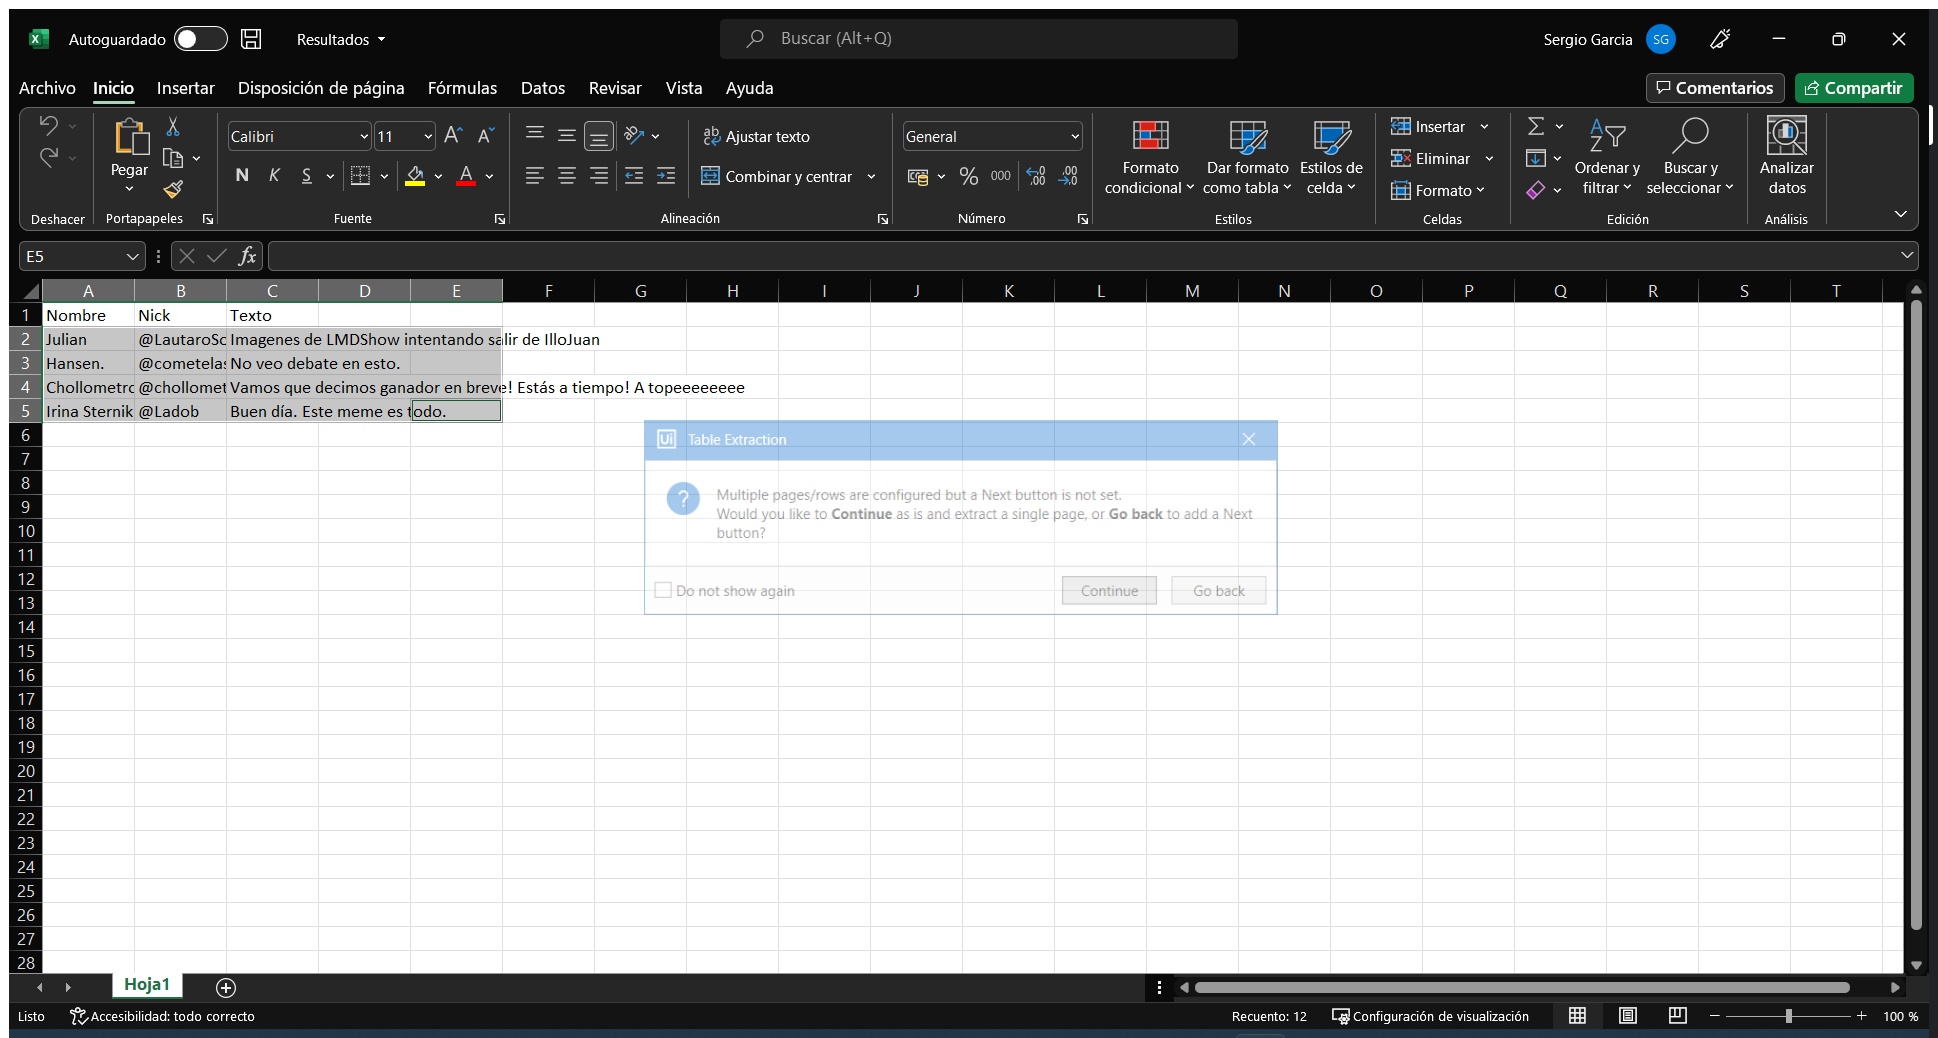 Autoguardado Resultados Buscar (Alt+Q) Sergio Garcia SG
Archivo Inicio Insertar Disposición de página Fórmulas Datos Revisar Vista Ayuda Comentarios Compartir
Pegar
Calibri 11
N K S A
Ajustar texto
Combinar y centrar
General
% 000
Formato condicional
Dar formato como tabla
Estilos de celda
Insertar
Eliminar
Formato
Ordenar y filtrar
Buscar y seleccionar
Analizar datos
Deshacer Portapapeles Fuente Alineación Número Estilos Celdas Edición Análisis
E5 fx
A B C D E F G H I J K L M N O P Q R S T
1 Nombre Nick Texto
2 Julian @LautaroSc Imagenes de LMDShow intentando salir de IlloJuan
3 Hansen. @cometelas No veo debate en esto.
4 Chollometro @chollomet Vamos que decimos ganador en breve! Estás a tiempo! A topeeeeeeee
5 Irina Sternik @Ladob Buen día. Este meme es todo.
6
7
8
9
10
11
12
13
14
15
16
17
18
19
20
21
22
23
24
25
26
27
28
Ui Table Extraction
Multiple pages/rows are configured but a Next button is not set.
Would you like to Continue as is and extract a single page, or Go back to add a Next
button?
Do not show again Continue Go back
Hoja1
Listo Accesibilidad: todo correcto Recuento: 12 Configuración de visualización 100 %